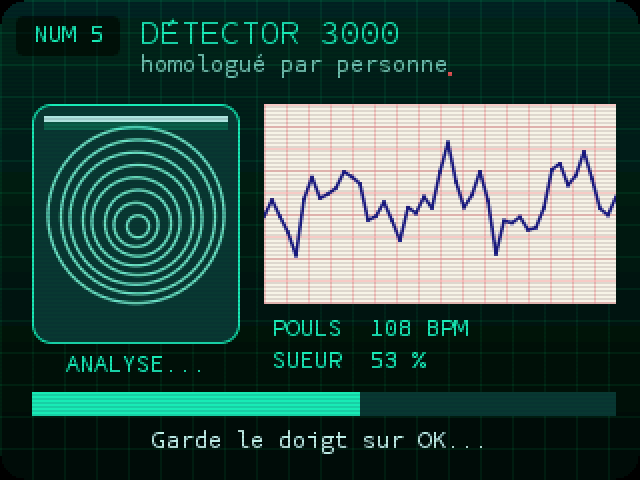 NUM 5
DÉTECTOR 3000
homologué par personne.
POULS 108 BPM
SUEUR 53 %
ANALYSE...
Garde le doigt sur OK...